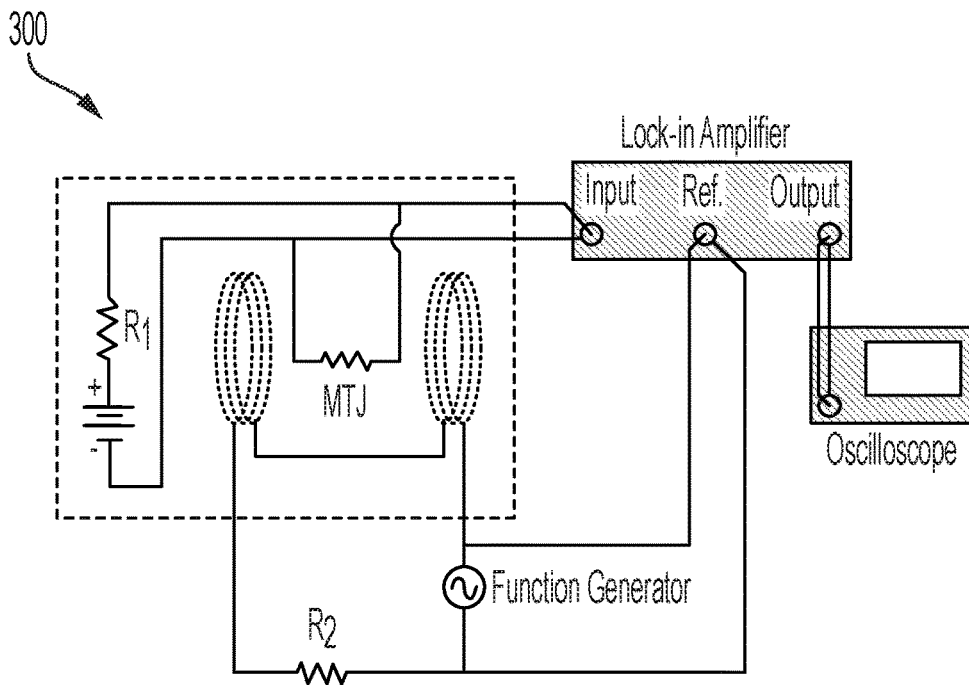 300
Lock-in Amplifier
Input Ref. Output
R1
+
-
MTJ
Oscilloscope
Function Generator
R2